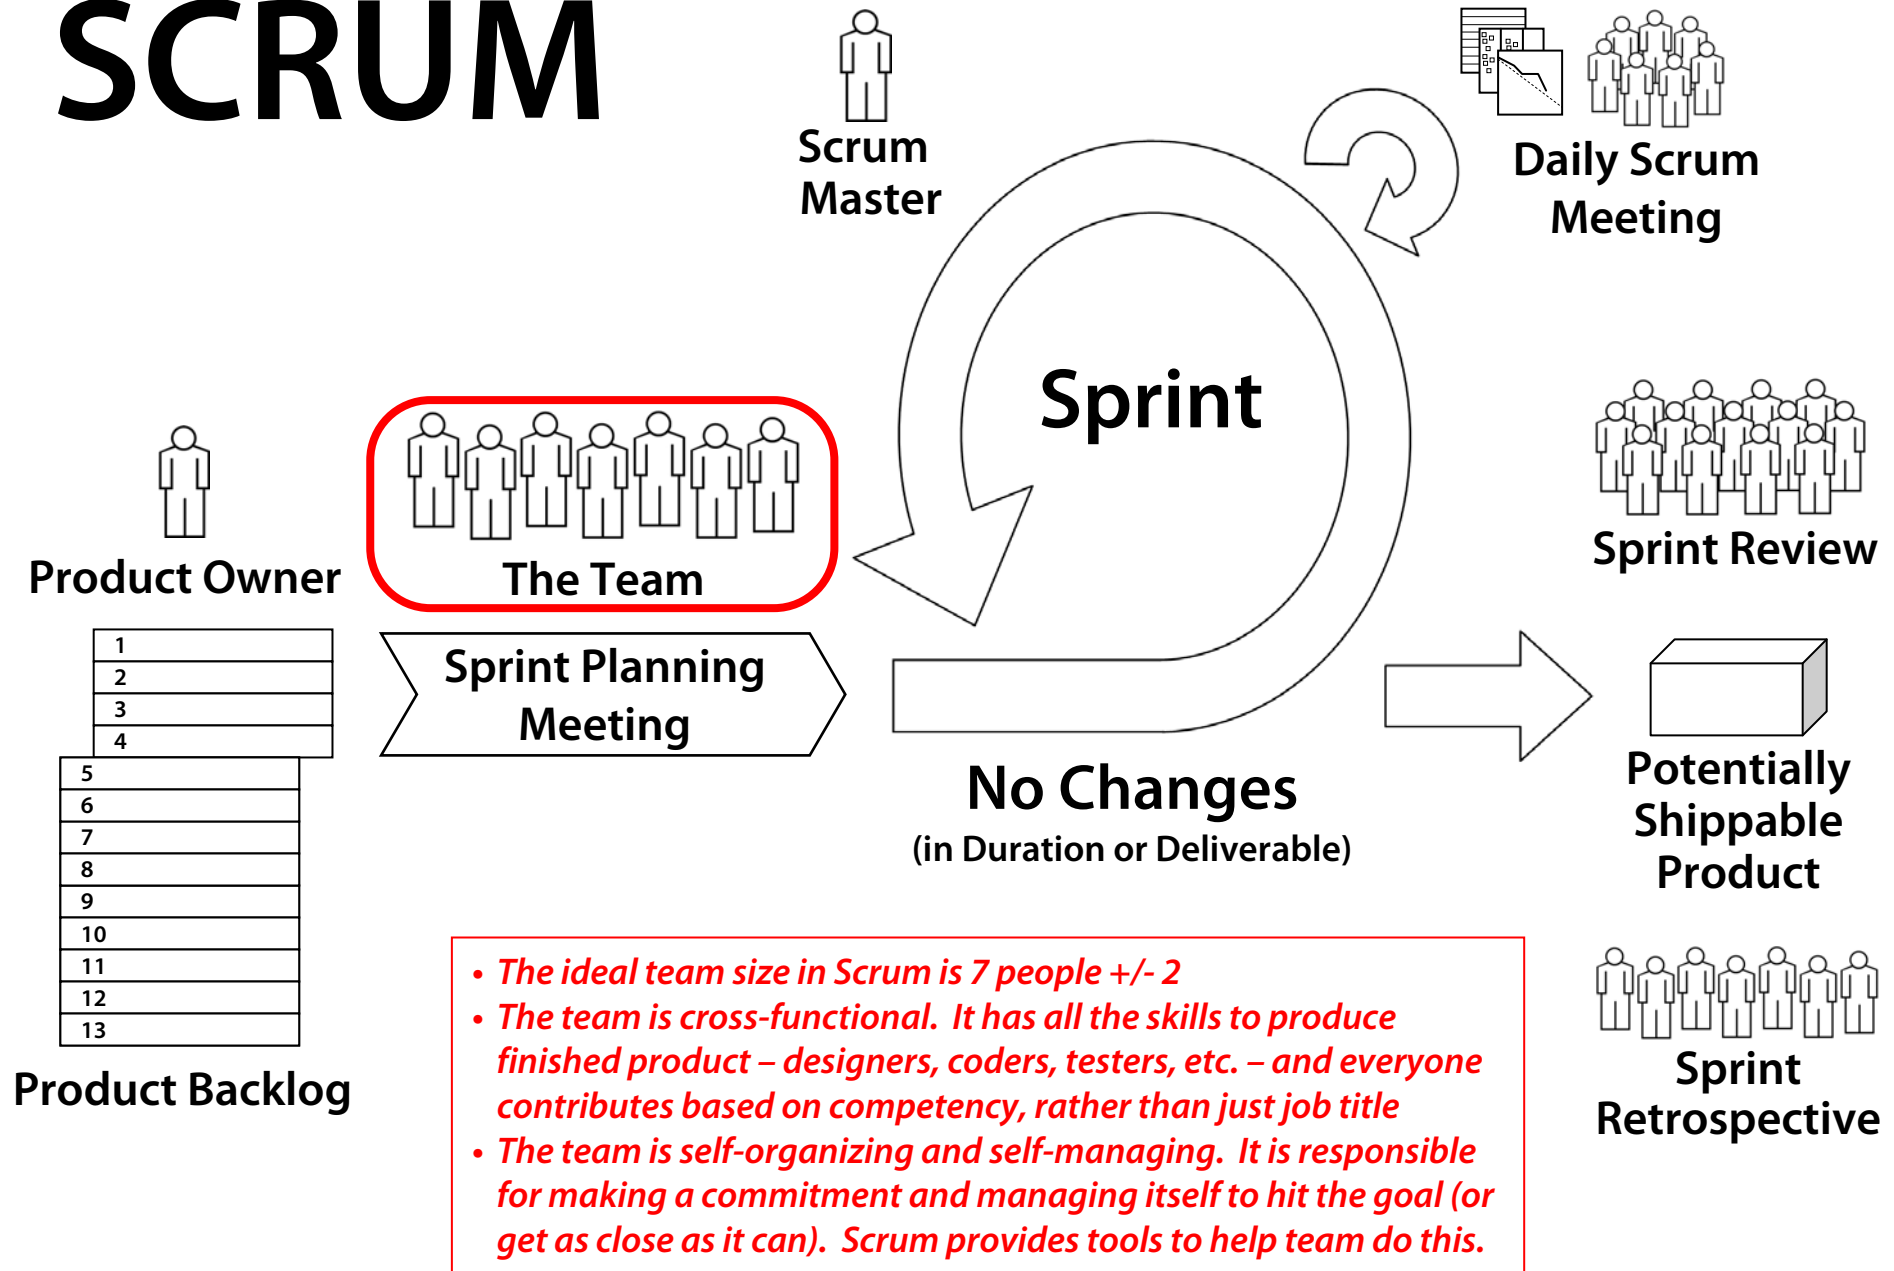 SCRUM
Scrum
Master
Daily Scrum
Meeting
Sprint
Product Owner
The Team
Sprint Review
1
2
3
4
5
6
7
8
9
10
11
12
13
Product Backlog
Sprint Planning
Meeting
No Changes
(in Duration or Deliverable)
Potentially
Shippable
Product
• The ideal team size in Scrum is 7 people +/- 2
• The team is cross-functional.  It has all the skills to produce
finished product – designers, coders, testers, etc. – and everyone
contributes based on competency, rather than just job title
• The team is self-organizing and self-managing.  It is responsible
for making a commitment and managing itself to hit the goal (or
get as close as it can).  Scrum provides tools to help team do this.
Sprint
Retrospective